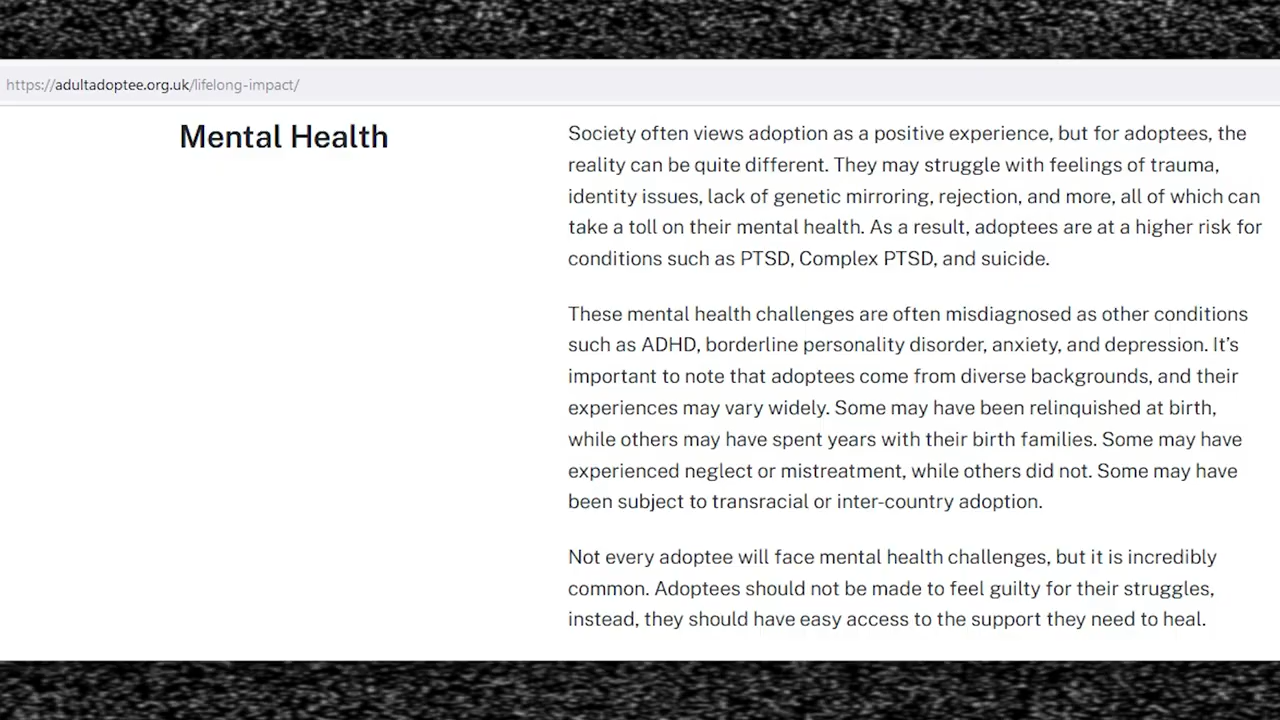 https://adultadoptee.org.uk/lifelong-impact/
Mental Health
Society often views adoption as a positive experience, but for adoptees, the
reality can be quite different. They may struggle with feelings of trauma,
identity issues, lack of genetic mirroring, rejection, and more, all of which can
take a toll on their mental health. As a result, adoptees are at a higher risk for
conditions such as PTSD, Complex PTSD, and suicide.
These mental health challenges are often misdiagnosed as other conditions
such as ADHD, borderline personality disorder, anxiety, and depression. It’s
important to note that adoptees come from diverse backgrounds, and their
experiences may vary widely. Some may have been relinquished at birth,
while others may have spent years with their birth families. Some may have
experienced neglect or mistreatment, while others did not. Some may have
been subject to transracial or inter-country adoption.
Not every adoptee will face mental health challenges, but it is incredibly
common. Adoptees should not be made to feel guilty for their struggles,
instead, they should have easy access to the support they need to heal.